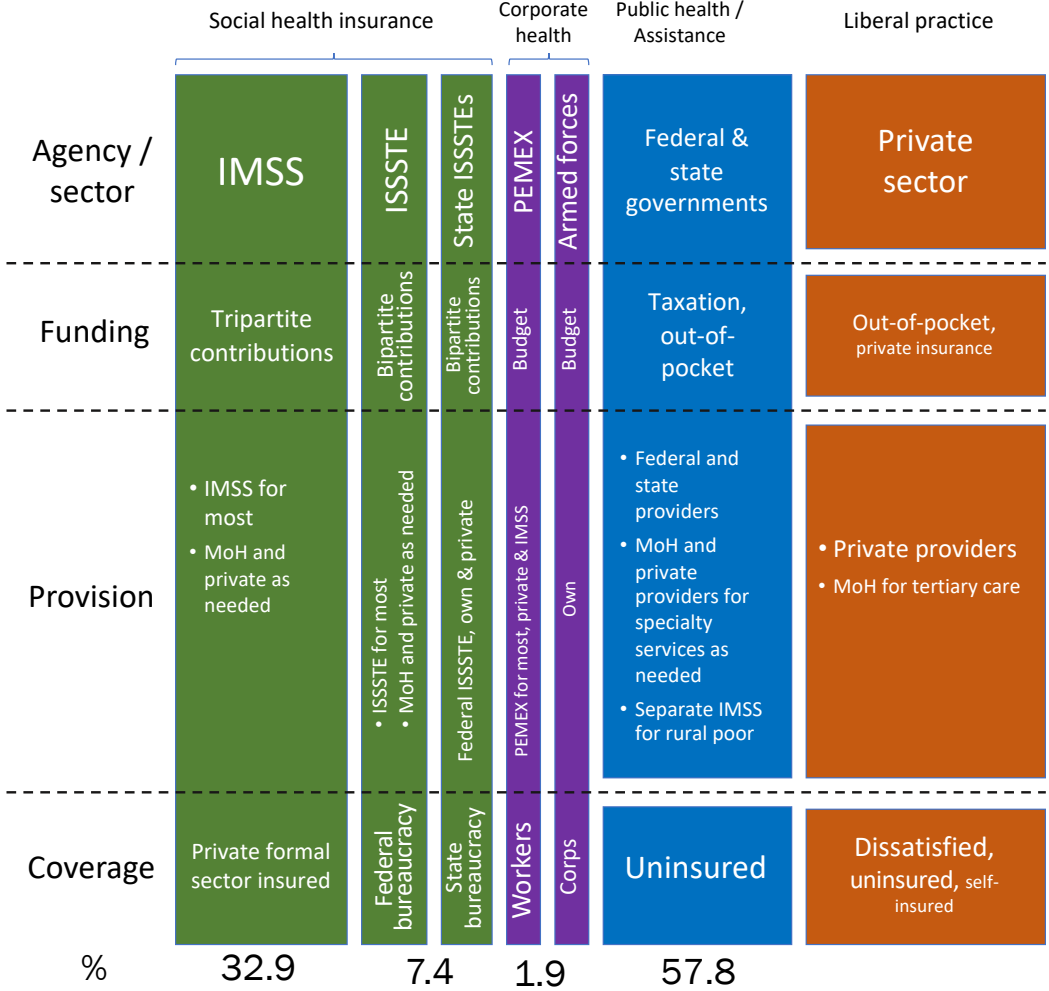 Social health insurance
Corporate
health
Public health /
Assistance
Liberal practice
Agency /
sector
IMSS
ISSSTE
State ISSSTEs
PEMEX
Armed forces
Federal &
state
governments
Private
sector
Funding
Tripartite
contributions
Bipartite
contributions
Bipartite
contributions
Budget
Budget
Taxation,
out-of-
pocket
Out-of-pocket,
private insurance
Provision
• IMSS for
most
• MoH and
private as
needed
• ISSSTE for most
• MoH and private as needed
Federal ISSSTE, own & private
PEMEX for most, private & IMSS
Own
• Federal and
state
providers
• MoH and
private
providers for
specialty
services as
needed
• Separate IMSS
for rural poor
• Private providers
• MoH for tertiary care
Coverage
Private formal
sector insured
Federal
bureaucracy
State
bureaucracy
Workers
Corps
Uninsured
Dissatisfied,
uninsured, self-
insured
%
32.9
7.4
1.9
57.8